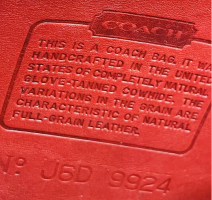 COACH
THIS IS A COACH BAG. IT WA
HANDCRAFTED IN THE UNITED
STATES OF COMPLETELY NATURAL
GLOVE-TANNED COWHIDE. THE
VARIATIONS IN THE GRAIN ARE
CHARACTERISTIC OF NATURAL
FULL-GRAIN LEATHER.
Nº J6D 9924